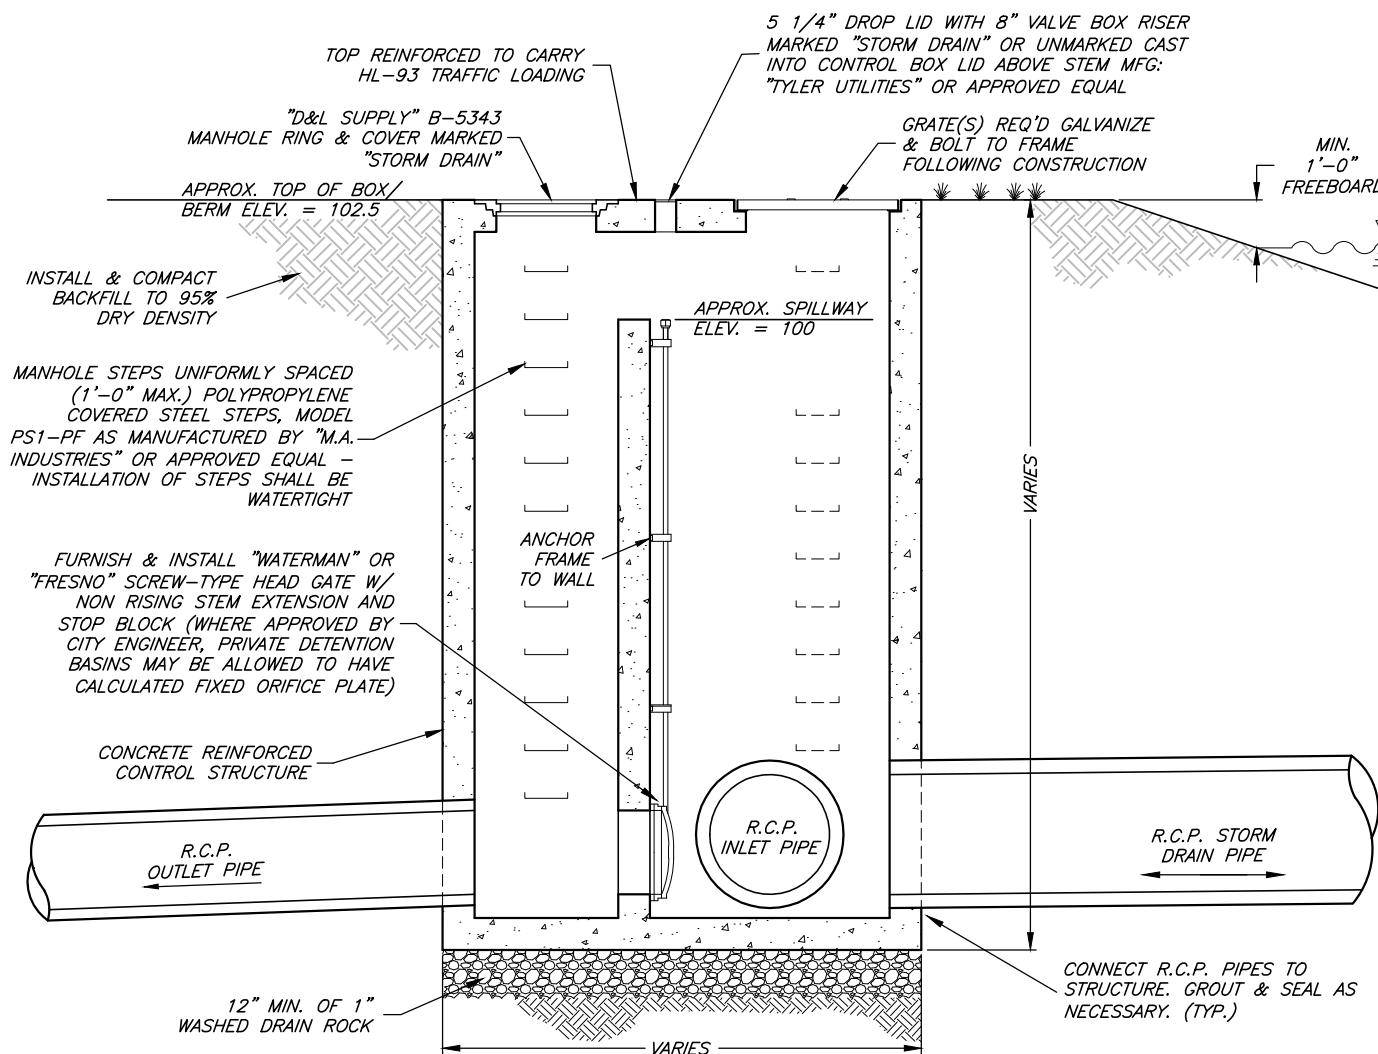 5 1/4" DROP LID WITH 8" VALVE BOX RISER
MARKED "STORM DRAIN" OR UNMARKED CAST
INTO CONTROL BOX LID ABOVE STEM MFG:
"TYLER UTILITIES" OR APPROVED EQUAL
TOP REINFORCED TO CARRY
HL-93 TRAFFIC LOADING
"D&L SUPPLY" B-5343
MANHOLE RING & COVER MARKED
"STORM DRAIN"
GRATE(S) REQ'D GALVANIZE
& BOLT TO FRAME
FOLLOWING CONSTRUCTION
MIN.
1'-0"
FREEBOARD
APPROX. TOP OF BOX/
BERM ELEV. = 102.5
INSTALL & COMPACT
BACKFILL TO 95%
DRY DENSITY
APPROX. SPILLWAY
ELEV. = 100
MANHOLE STEPS UNIFORMLY SPACED
(1'-0" MAX.) POLYPROPYLENE
COVERED STEEL STEPS, MODEL
PS1-PF AS MANUFACTURED BY "M.A.
INDUSTRIES" OR APPROVED EQUAL -
INSTALLATION OF STEPS SHALL BE
WATERTIGHT
VARIES
ANCHOR
FRAME
TO WALL
FURNISH & INSTALL "WATERMAN" OR
"FRESNO" SCREW-TYPE HEAD GATE W/
NON RISING STEM EXTENSION AND
STOP BLOCK (WHERE APPROVED BY
CITY ENGINEER, PRIVATE DETENTION
BASINS MAY BE ALLOWED TO HAVE
CALCULATED FIXED ORIFICE PLATE)
CONCRETE REINFORCED
CONTROL STRUCTURE
R.C.P.
OUTLET PIPE
R.C.P.
INLET PIPE
R.C.P. STORM
DRAIN PIPE
CONNECT R.C.P. PIPES TO
STRUCTURE. GROUT & SEAL AS
NECESSARY. (TYP.)
12" MIN. OF 1"
WASHED DRAIN ROCK
VARIES